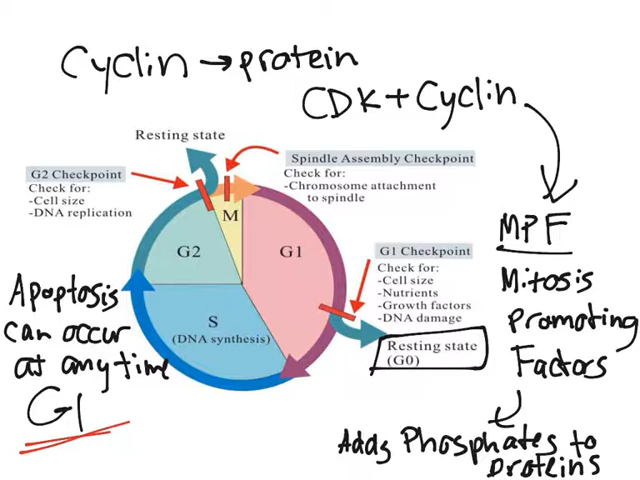 Cyclin → protein
CDK + Cyclin
Resting state
G2 Checkpoint
Check for:
-Cell size
-DNA replication
Spindle Assembly Checkpoint
Check for:
-Chromosome attachment
to spindle
M
G2
G1
S
(DNA synthesis)
G1 Checkpoint
Check for:
-Cell size
-Nutrients
-Growth factors
-DNA damage
Resting state
(G0)
MPF
Mitosis
Promoting
Factors
Adds Phosphates to
Proteins
Apoptosis
can occur
at anytime
G1